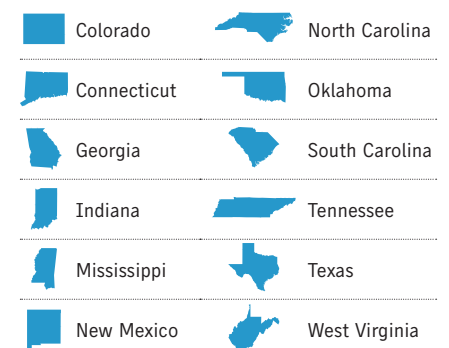 Colorado
North Carolina
Connecticut
Oklahoma
Georgia
South Carolina
Indiana
Tennessee
Mississippi
Texas
New Mexico
West Virginia